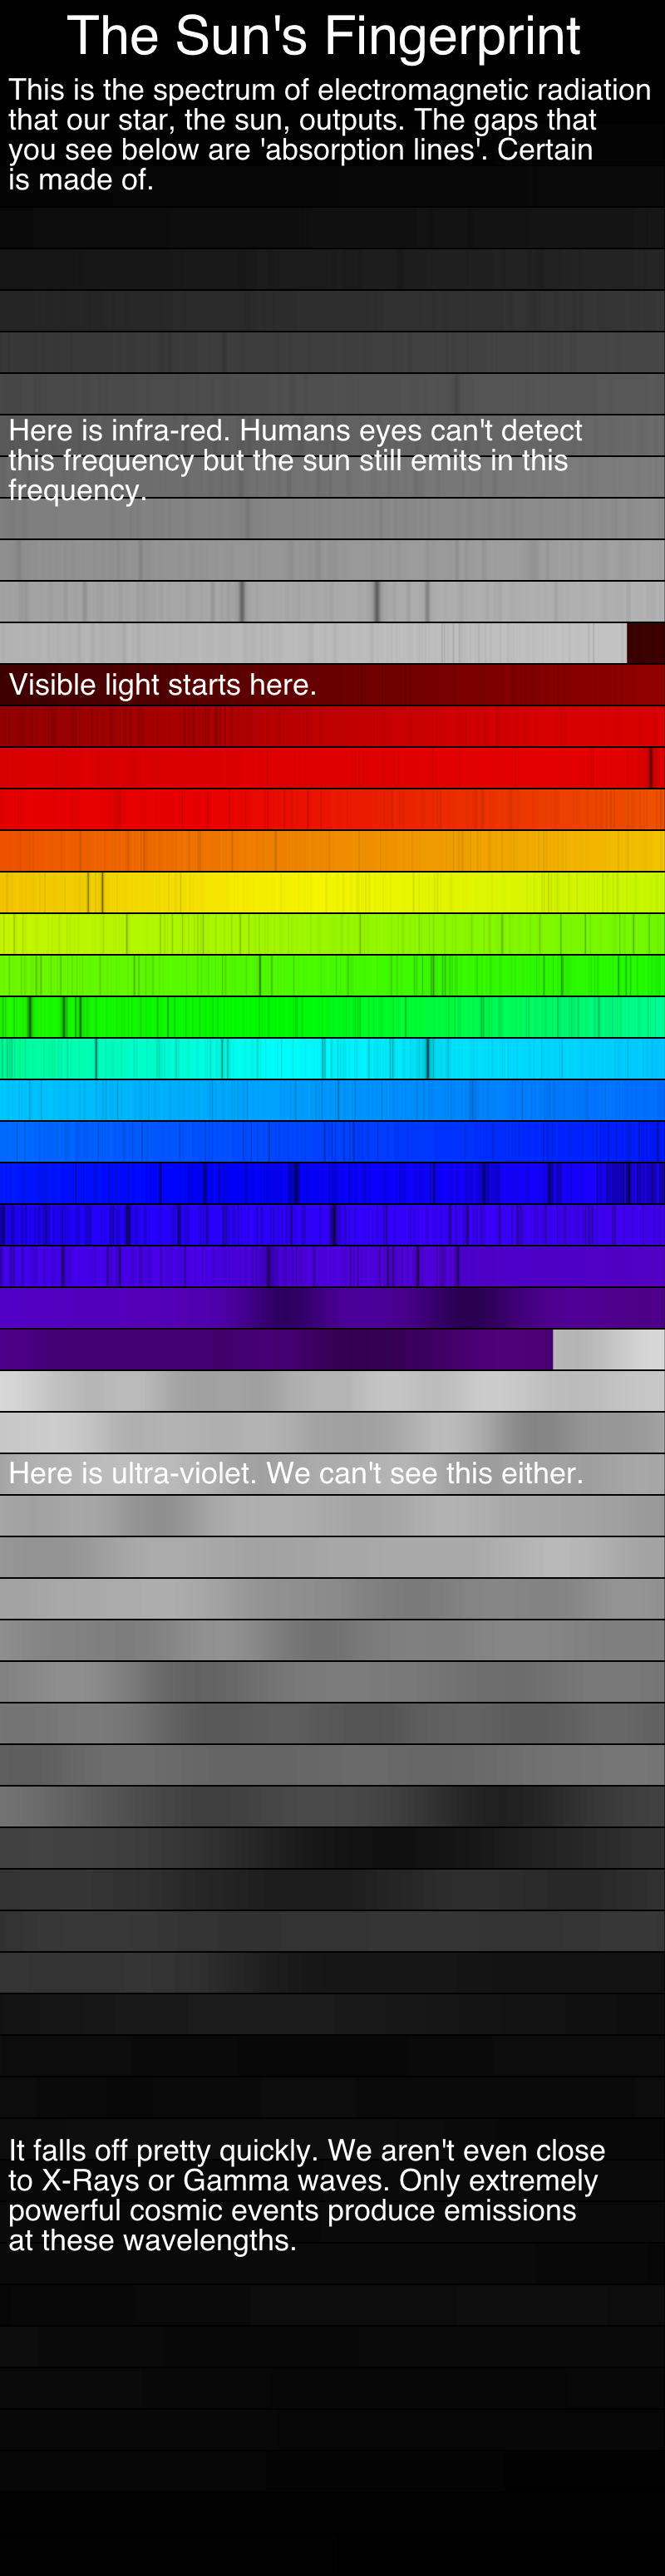 The Sun's Fingerprint
This is the spectrum of electromagnetic radiation
that our star, the sun, outputs. The gaps that
you see below are 'absorption lines'. Certain
is made of.
Here is infra-red. Humans eyes can't detect
this frequency but the sun still emits in this
frequency.
Visible light starts here.
Here is ultra-violet. We can't see this either.
It falls off pretty quickly. We aren't even close
to X-Rays or Gamma waves. Only extremely
powerful cosmic events produce emissions
at these wavelengths.